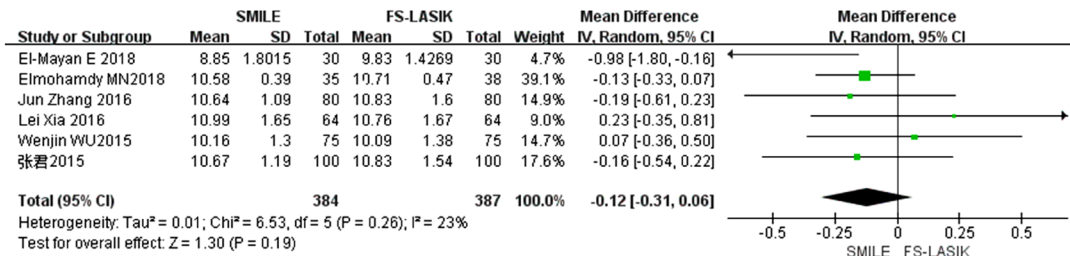 SMILE FS-LASIK Mean Difference Mean Difference
Study or Subgroup Mean SD Total Mean SD Total Weight IV, Random, 95% CI IV, Random, 95% CI
El-Mayan E 2018 8.85 1.8015 30 9.83 1.4269 30 4.7% -0.98 [-1.80, -0.16]
Elmohamdy MN2018 10.58 0.39 35 10.71 0.47 38 39.1% -0.13 [-0.33, 0.07]
Jun Zhang 2016 10.64 1.09 80 10.83 1.6 80 14.9% -0.19 [-0.61, 0.23]
Lei Xia 2016 10.99 1.65 64 10.76 1.67 64 9.0% 0.23 [-0.35, 0.81]
Wenjin WU2015 10.16 1.3 75 10.09 1.38 75 14.7% 0.07 [-0.36, 0.50]
张君2015 10.67 1.19 100 10.83 1.54 100 17.6% -0.16 [-0.54, 0.22]
Total (95% CI) 384 387 100.0% -0.12 [-0.31, 0.06]
Heterogeneity: Tau² = 0.01; Chi² = 6.53, df = 5 (P = 0.26); I² = 23%
Test for overall effect: Z = 1.30 (P = 0.19)
-0.5 -0.25 0 0.25 0.5
SMILE FS-LASIK